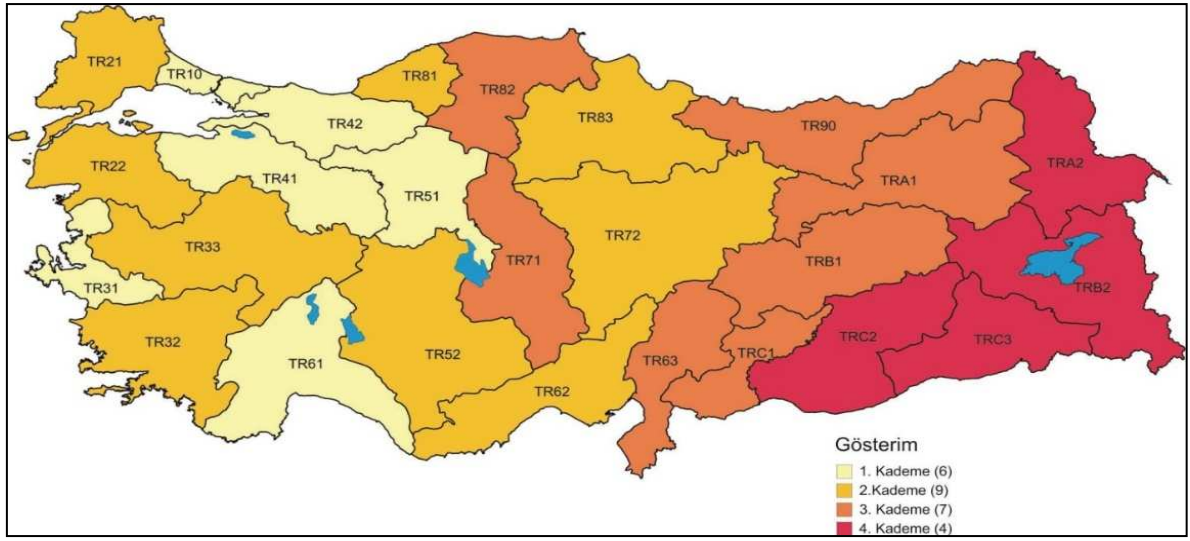 TR21
TR10
TR81
TR82
TR42
TR83
TR90
TR22
TR41
TR51
TRA2
TRA1
TR33
TR72
TR71
TRB1
TRB2
TR31
TR32
TR61
TR52
TR63
TRC1
TRC2
TRC3
TR62
Gösterim
1. Kademe (6)
2.Kademe (9)
3. Kademe (7)
4. Kademe (4)